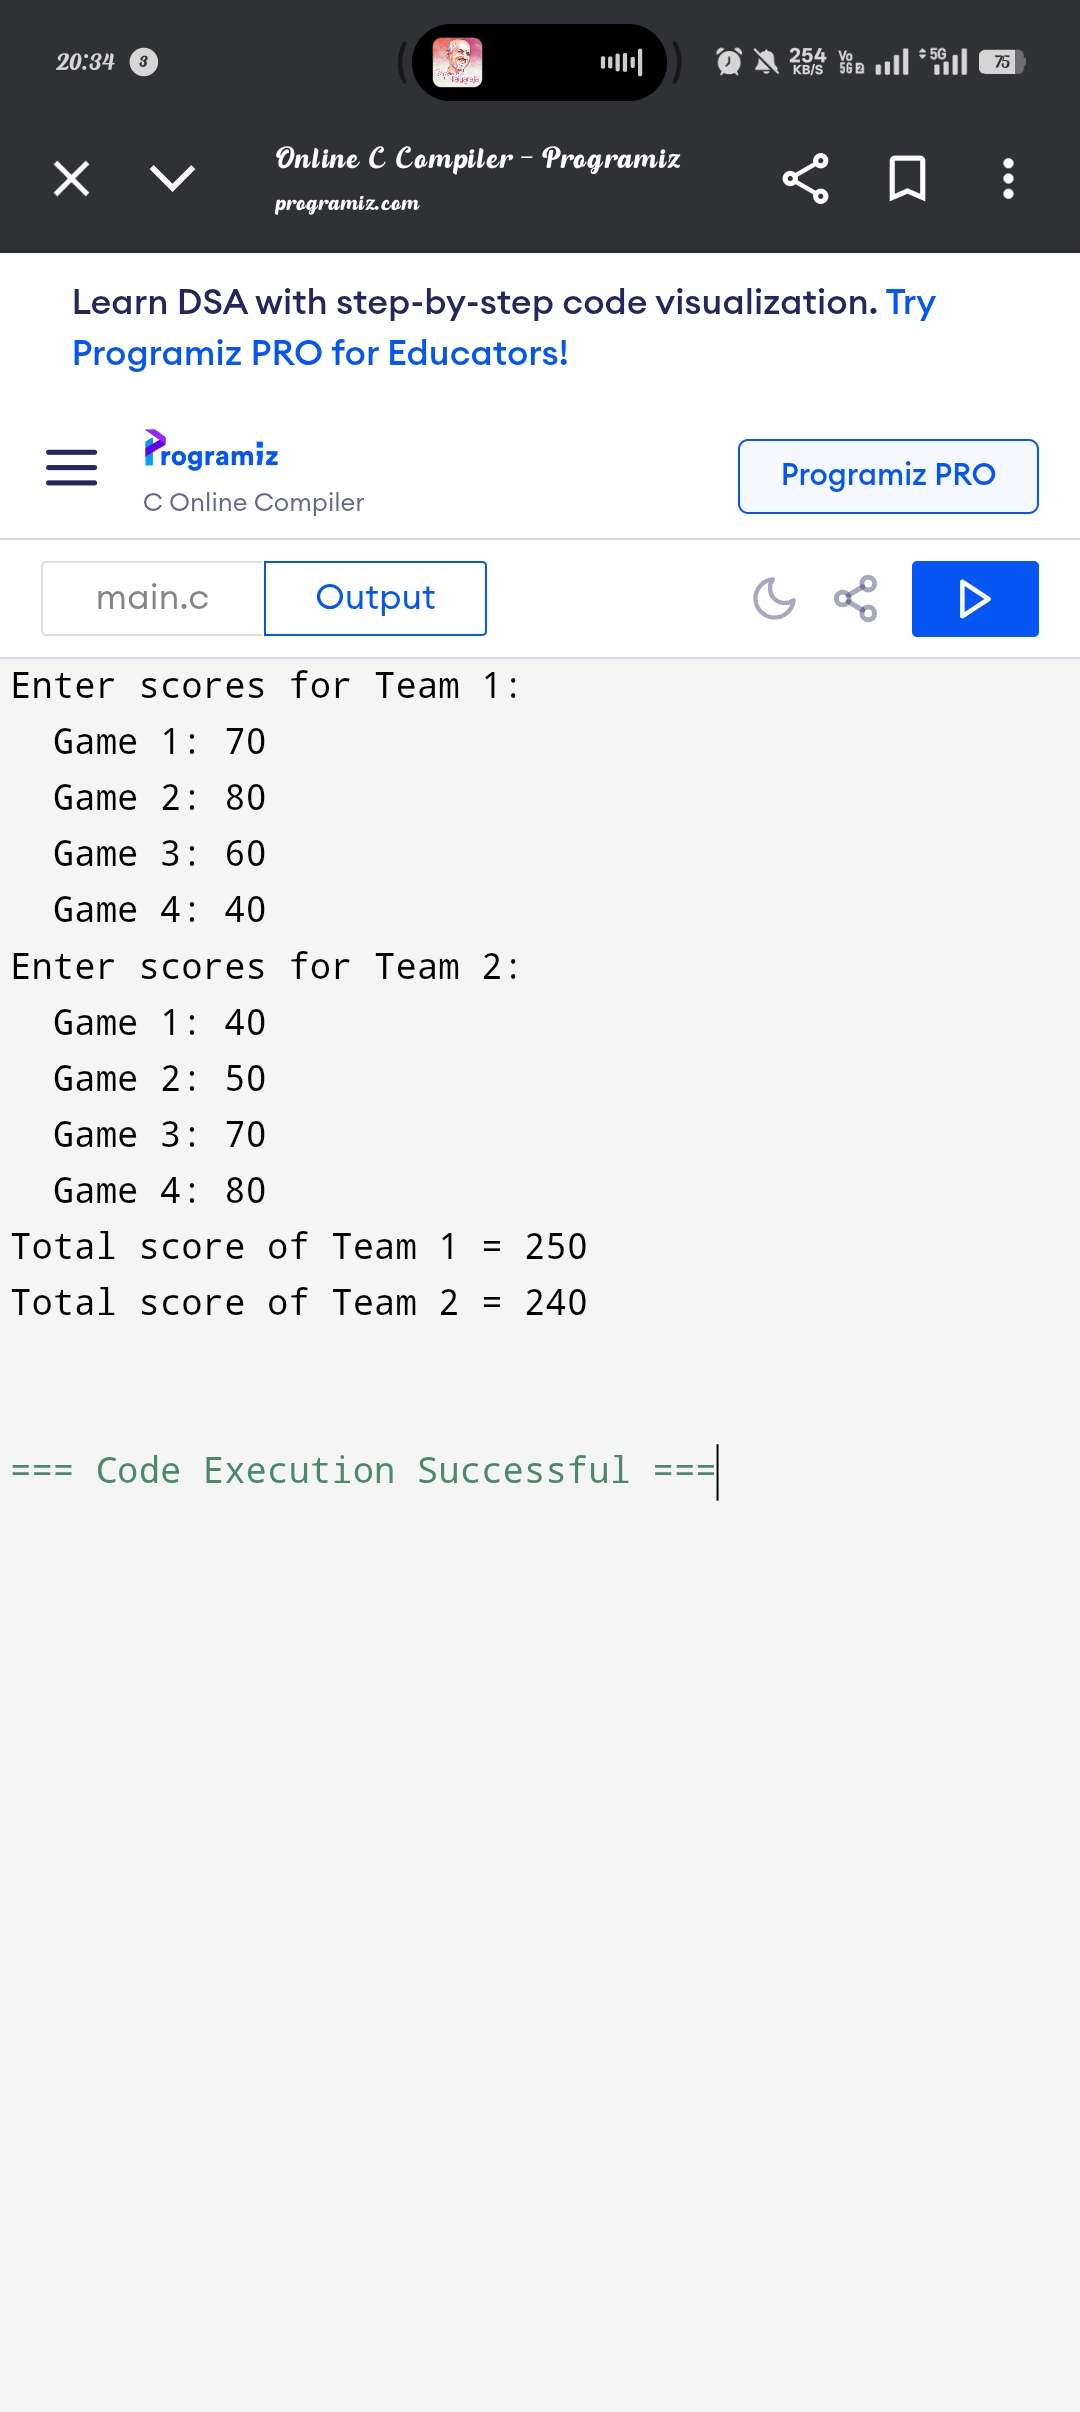 20:34 3 254 KB/S Vo 5G 2 5G 75
Online C Compiler - Programiz
programiz.com
Learn DSA with step-by-step code visualization. Try
Programiz PRO for Educators!
Programiz
C Online Compiler
Programiz PRO
main.c Output
Enter scores for Team 1:
  Game 1: 70
  Game 2: 80
  Game 3: 60
  Game 4: 40
Enter scores for Team 2:
  Game 1: 40
  Game 2: 50
  Game 3: 70
  Game 4: 80
Total score of Team 1 = 250
Total score of Team 2 = 240
=== Code Execution Successful ===